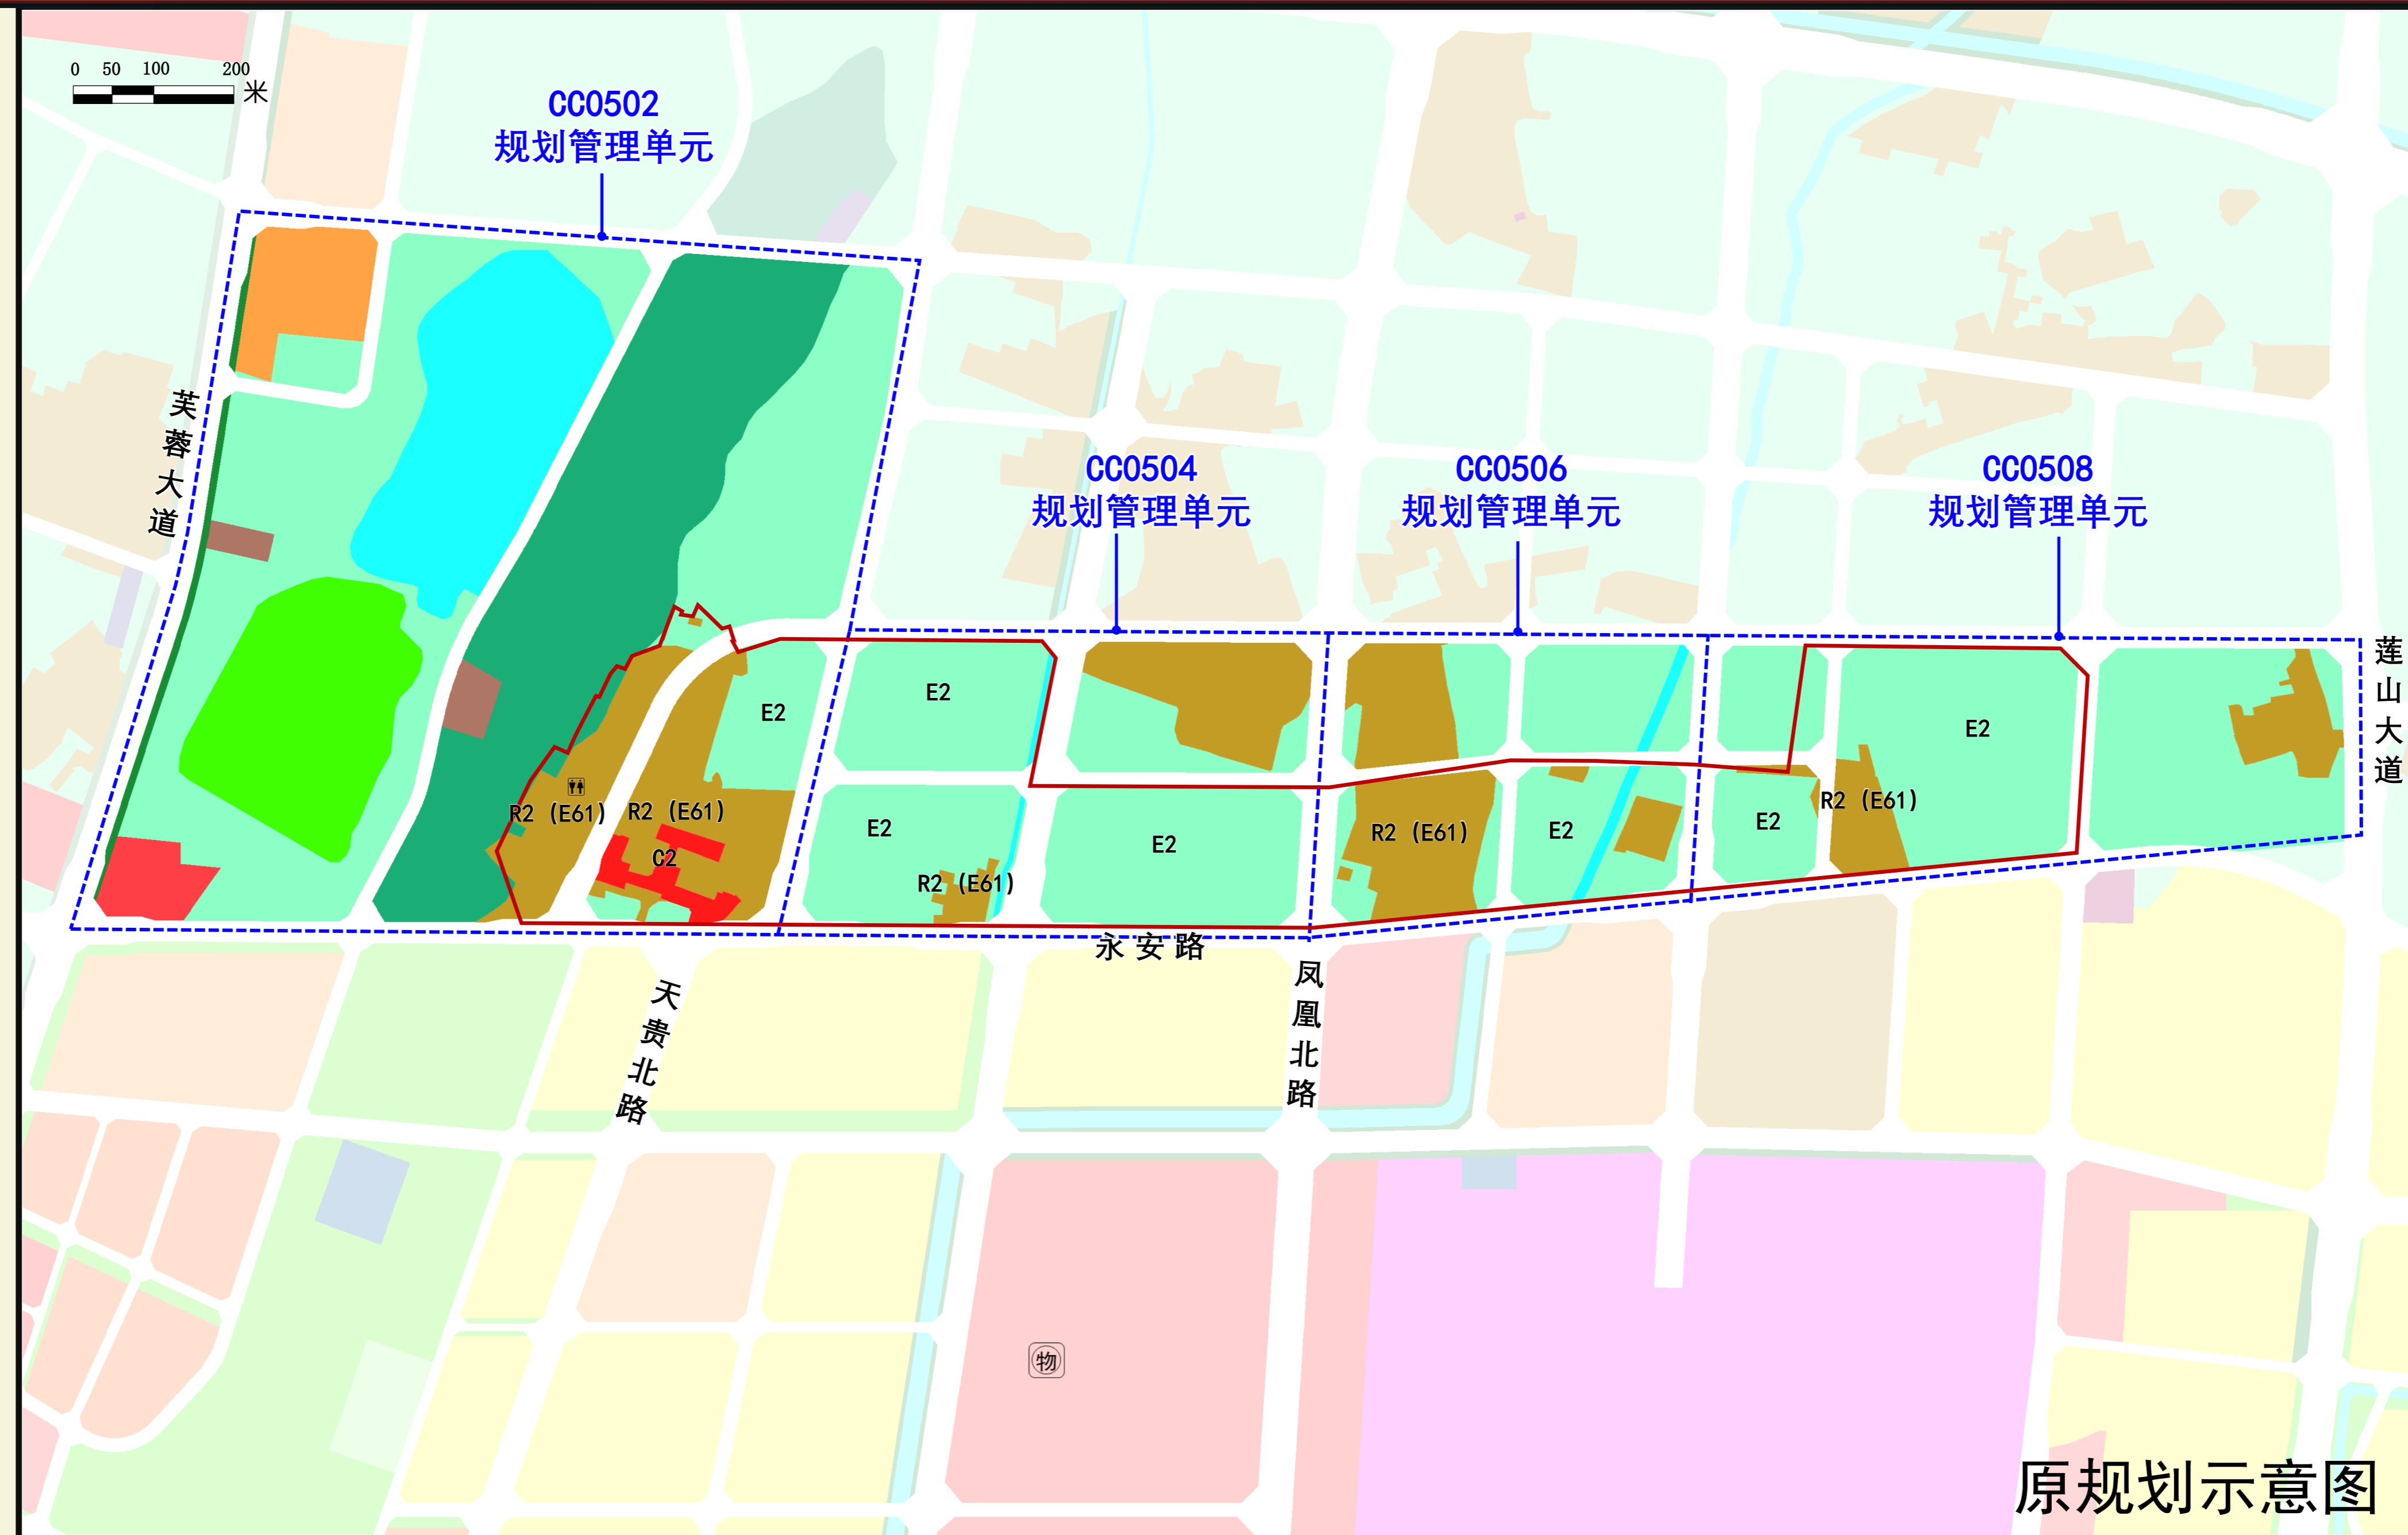 0 50 100 200
米
CC0502
规划管理单元
CC0504
规划管理单元
CC0506
规划管理单元
CC0508
规划管理单元
芙蓉大道
莲山大道
E2
E2
E2
R2 (E61)
R2 (E61)
C2
E2
R2 (E61)
E2
R2 (E61)
E2
E2
R2 (E61)
永安路
天贵北路
凤凰北路
物
原规划示意图